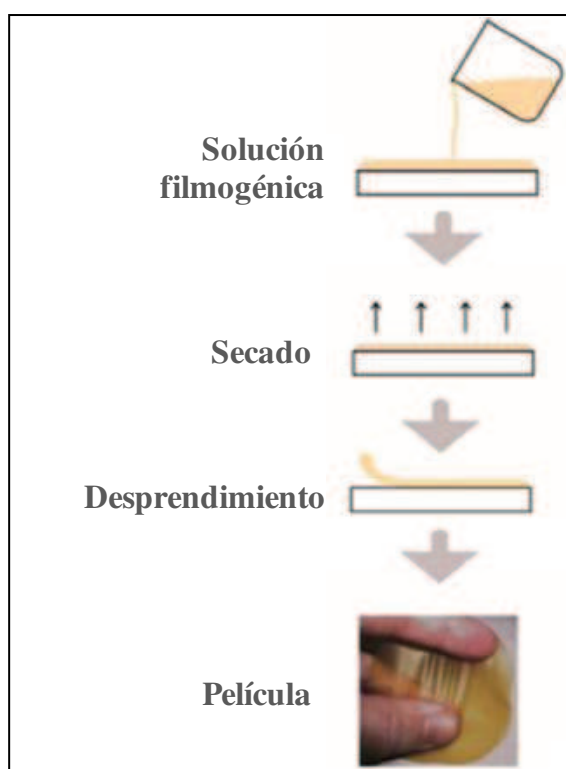 Solución
filmogénica
Secado
Desprendimiento
Película